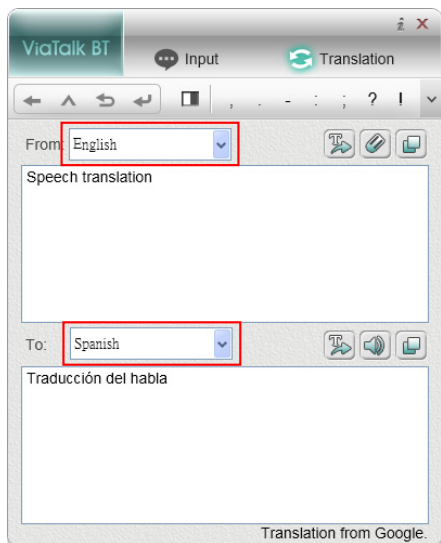 ViaTalk BT
i X
Input
Translation
, . - : ; ? !
From: English
Speech translation
To: Spanish
Traducción del habla
Translation from Google.